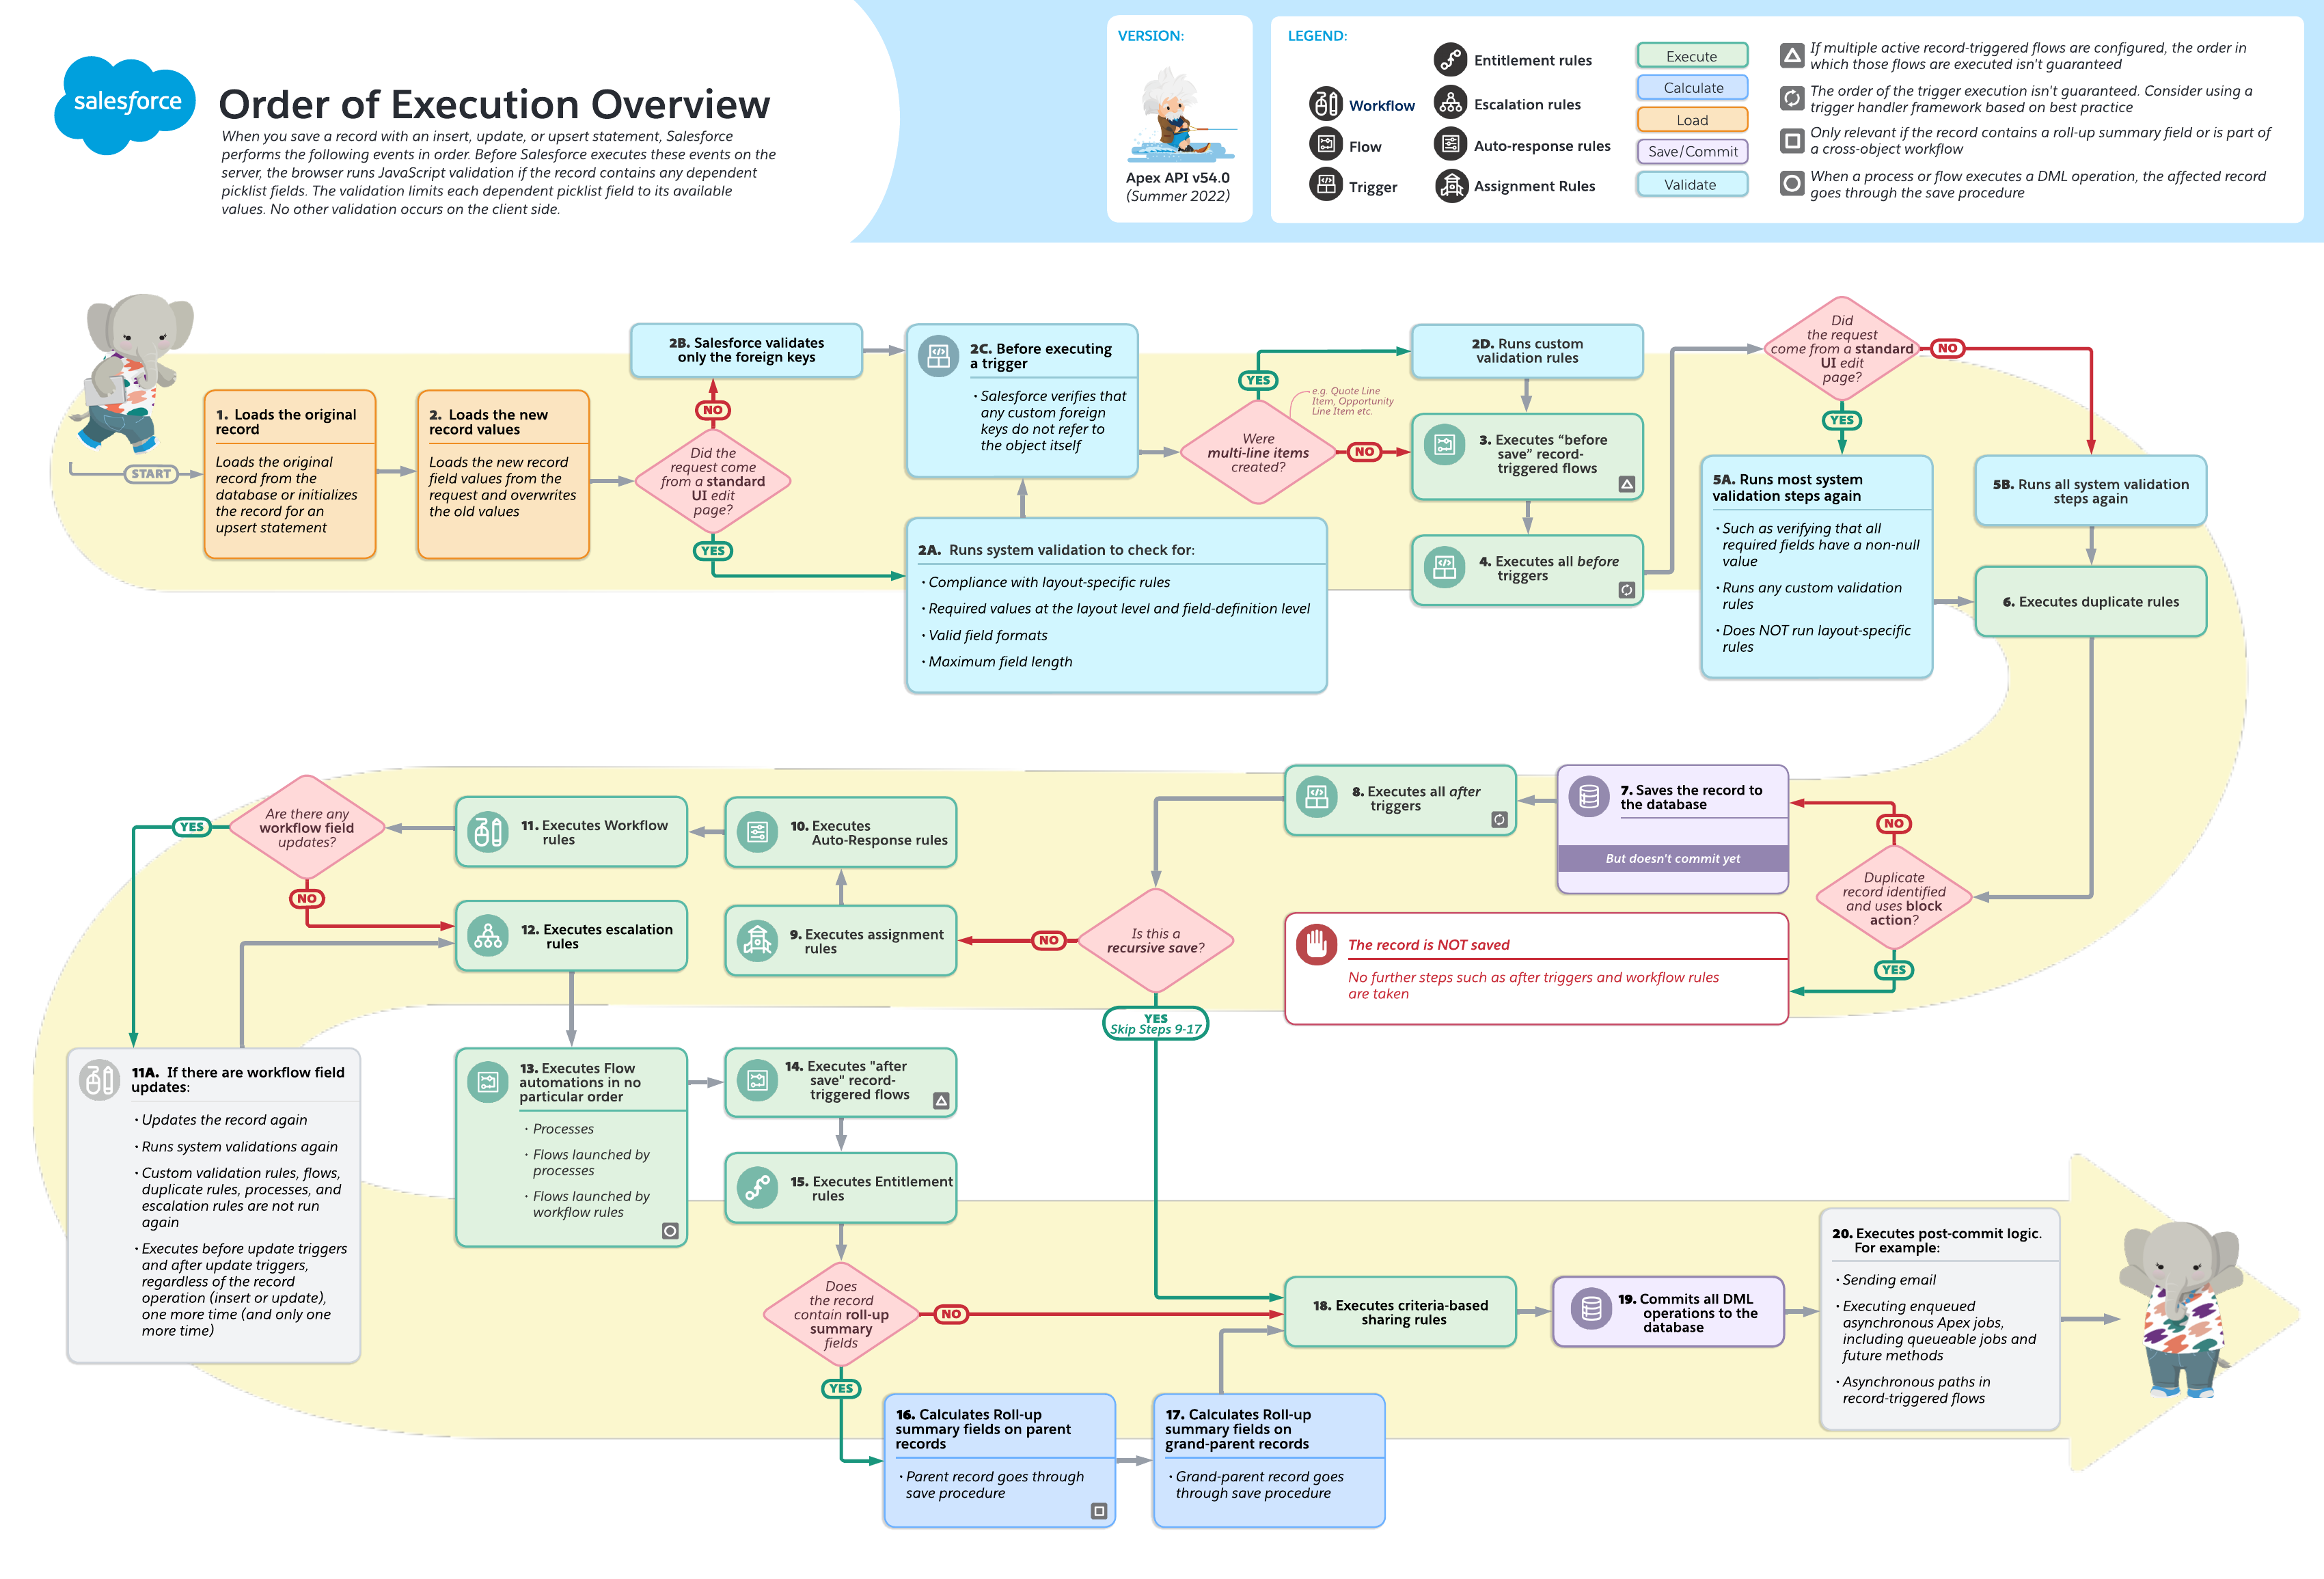 salesforce
Order of Execution Overview
When you save a record with an insert, update, or upsert statement, Salesforce
performs the following events in order. Before Salesforce executes these events on the
server, the browser runs JavaScript validation if the record contains any dependent
picklist fields. The validation limits each dependent picklist field to its available
values. No other validation occurs on the client side.
VERSION:
Apex API v54.0
(Summer 2022)
LEGEND:
Workflow
Flow
Trigger
Entitlement rules
Escalation rules
Auto-response rules
Assignment Rules
Execute
Calculate
Load
Save/Commit
Validate
If multiple active record-triggered flows are configured, the order in
which those flows are executed isn't guaranteed
The order of the trigger execution isn't guaranteed. Consider using a
trigger handler framework based on best practice
Only relevant if the record contains a roll-up summary field or is part of
a cross-object workflow
When a process or flow executes a DML operation, the affected record
goes through the save procedure
START
1. Loads the original
record
Loads the original
record from the
database or initializes
the record for an
upsert statement
2. Loads the new
record values
Loads the new record
field values from the
request and overwrites
the old values
Did the
request come
from a standard
UI edit
page?
NO
YES
2B. Salesforce validates
only the foreign keys
2A. Runs system validation to check for:
· Compliance with layout-specific rules
· Required values at the layout level and field-definition level
· Valid field formats
· Maximum field length
2C. Before executing
a trigger
· Salesforce verifies that
any custom foreign
keys do not refer to
the object itself
Were
multi-line items
created?
e.g. Quote Line
Item, Opportunity
Line Item etc.
YES
NO
2D. Runs custom
validation rules
3. Executes “before
save” record-
triggered flows
4. Executes all before
triggers
Did
the request
come from a standard
UI edit
page?
NO
YES
5A. Runs most system
validation steps again
· Such as verifying that all
required fields have a non-null
value
· Runs any custom validation
rules
· Does NOT run layout-specific
rules
5B. Runs all system validation
steps again
6. Executes duplicate rules
Duplicate
record identified
and uses block
action?
NO
YES
7. Saves the record to
the database
But doesn't commit yet
The record is NOT saved
No further steps such as after triggers and workflow rules
are taken
8. Executes all after
triggers
Is this a
recursive save?
NO
YES
Skip Steps 9-17
9. Executes assignment
rules
10. Executes
Auto-Response rules
11. Executes Workflow
rules
Are there any
workflow field
updates?
YES
NO
11A. If there are workflow field
updates:
· Updates the record again
· Runs system validations again
· Custom validation rules, flows,
duplicate rules, processes, and
escalation rules are not run
again
· Executes before update triggers
and after update triggers,
regardless of the record
operation (insert or update),
one more time (and only one
more time)
12. Executes escalation
rules
13. Executes Flow
automations in no
particular order
· Processes
· Flows launched by
processes
· Flows launched by
workflow rules
14. Executes "after
save" record-
triggered flows
15. Executes Entitlement
rules
Does
the record
contain roll-up
summary
fields
NO
YES
16. Calculates Roll-up
summary fields on parent
records
· Parent record goes through
save procedure
17. Calculates Roll-up
summary fields on
grand-parent records
· Grand-parent record goes
through save procedure
18. Executes criteria-based
sharing rules
19. Commits all DML
operations to the
database
20. Executes post-commit logic.
For example:
· Sending email
· Executing enqueued
asynchronous Apex jobs,
including queueable jobs and
future methods
· Asynchronous paths in
record-triggered flows